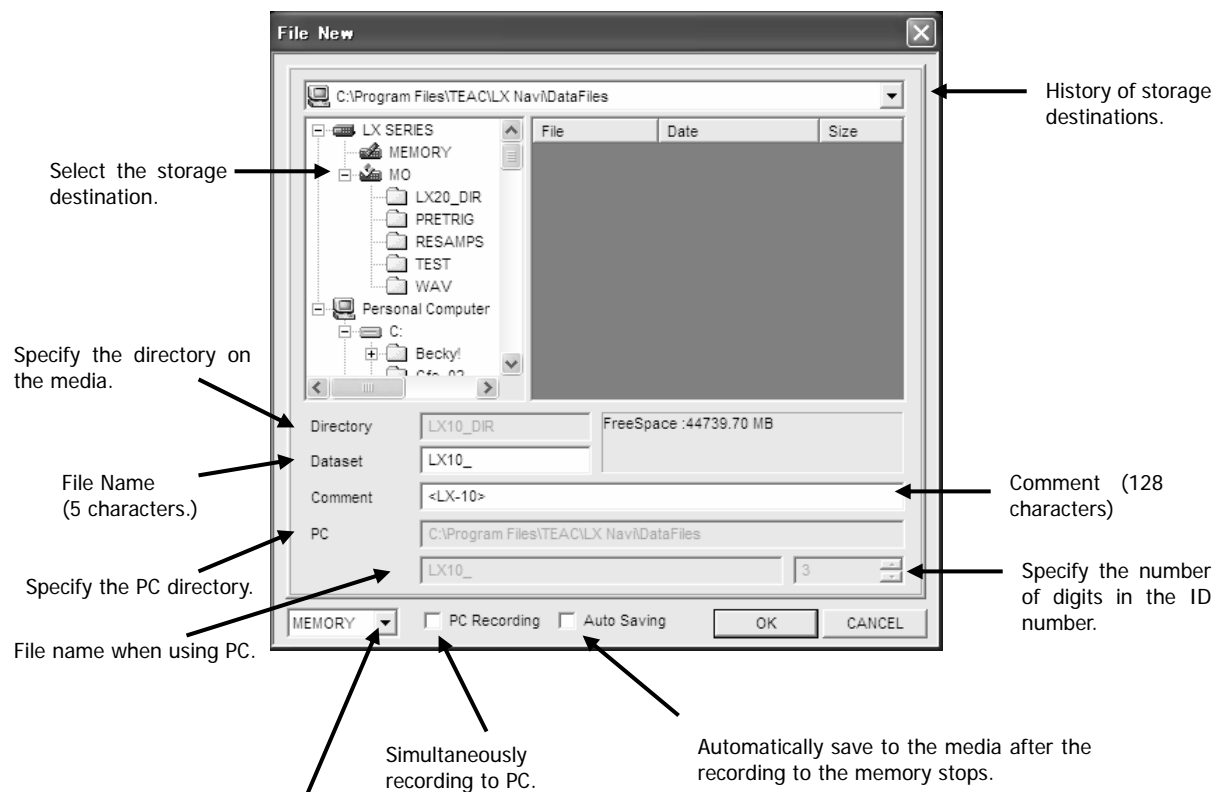 File New
C:\Program Files\TEAC\LX Navi\DataFiles
History of storage
destinations.
LX SERIES
MEMORY
MO
LX20_DIR
PRETRIG
RESAMPS
TEST
WAV
Personal Computer
C:
Becky!
File Date Size
Select the storage
destination.
Specify the directory on
the media.
Directory LX10_DIR
FreeSpace :44739.70 MB
Dataset LX10_
File Name
(5 characters.)
Comment <LX-10>
Comment (128
characters)
PC C:\Program Files\TEAC\LX Navi\DataFiles
Specify the PC directory.
LX10_ 3
Specify the number
of digits in the ID
number.
File name when using PC.
MEMORY PC Recording Auto Saving OK CANCEL
Simultaneously
recording to PC.
Automatically save to the media after the
recording to the memory stops.